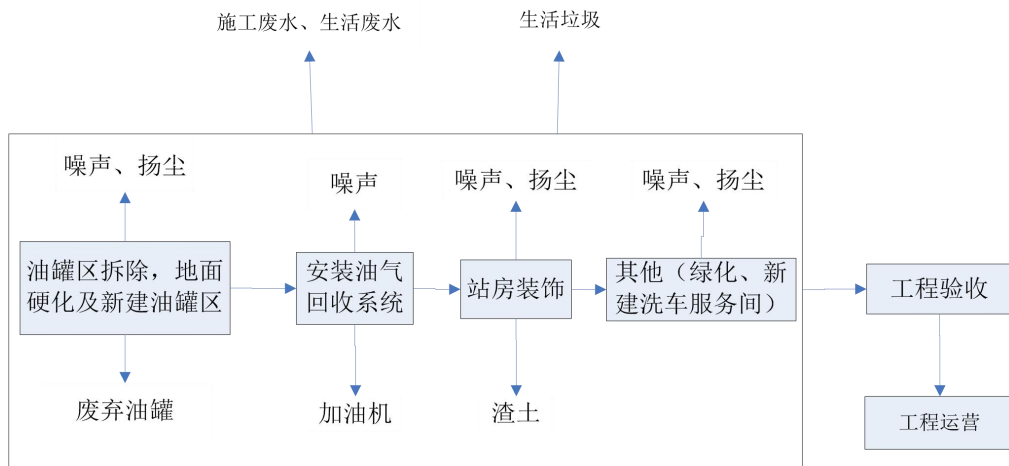 施工废水、生活废水
生活垃圾
噪声、扬尘
噪声
噪声、扬尘
噪声、扬尘
油罐区拆除，地面
硬化及新建油罐区
安装油气
回收系统
站房装饰
其他（绿化、新
建洗车服务间）
工程验收
废弃油罐
加油机
渣土
工程运营